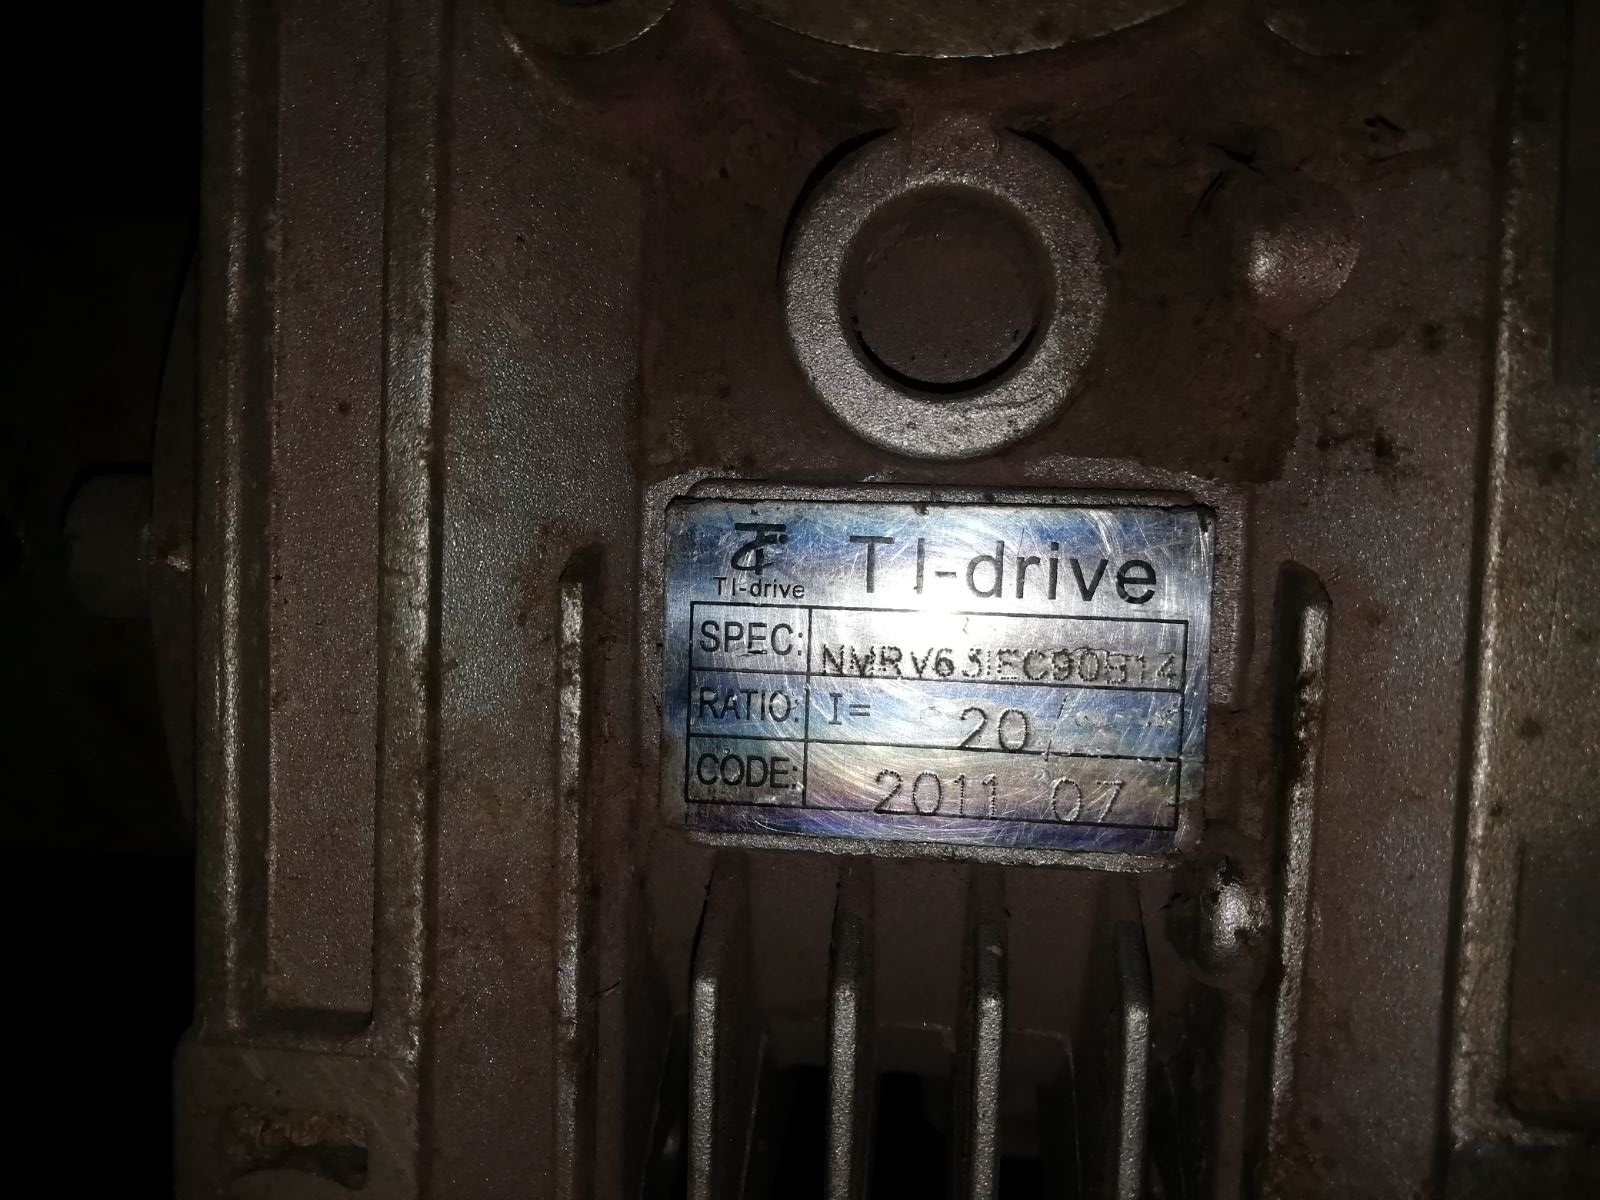 TI-drive
TI-drive
SPEC: NMRV63IEC90B14
RATIO: I= 20/
CODE: 2011 07